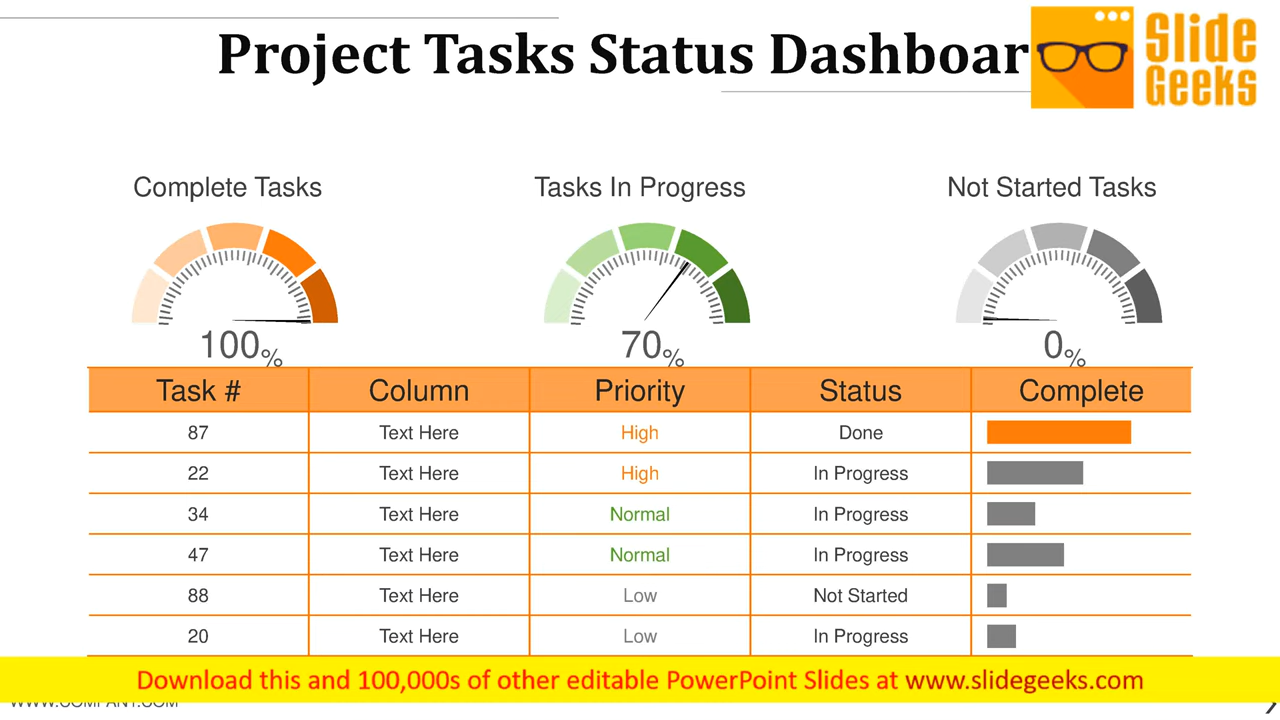 Project Tasks Status Dashboar
Slide
Geeks
Complete Tasks
Tasks In Progress
Not Started Tasks
100%
70%
0%
Task # Column Priority Status Complete
87 Text Here High Done
22 Text Here High In Progress
34 Text Here Normal In Progress
47 Text Here Normal In Progress
88 Text Here Low Not Started
20 Text Here Low In Progress
Download this and 100,000s of other editable PowerPoint Slides at www.slidegeeks.com
WWW.COMPANY.COM